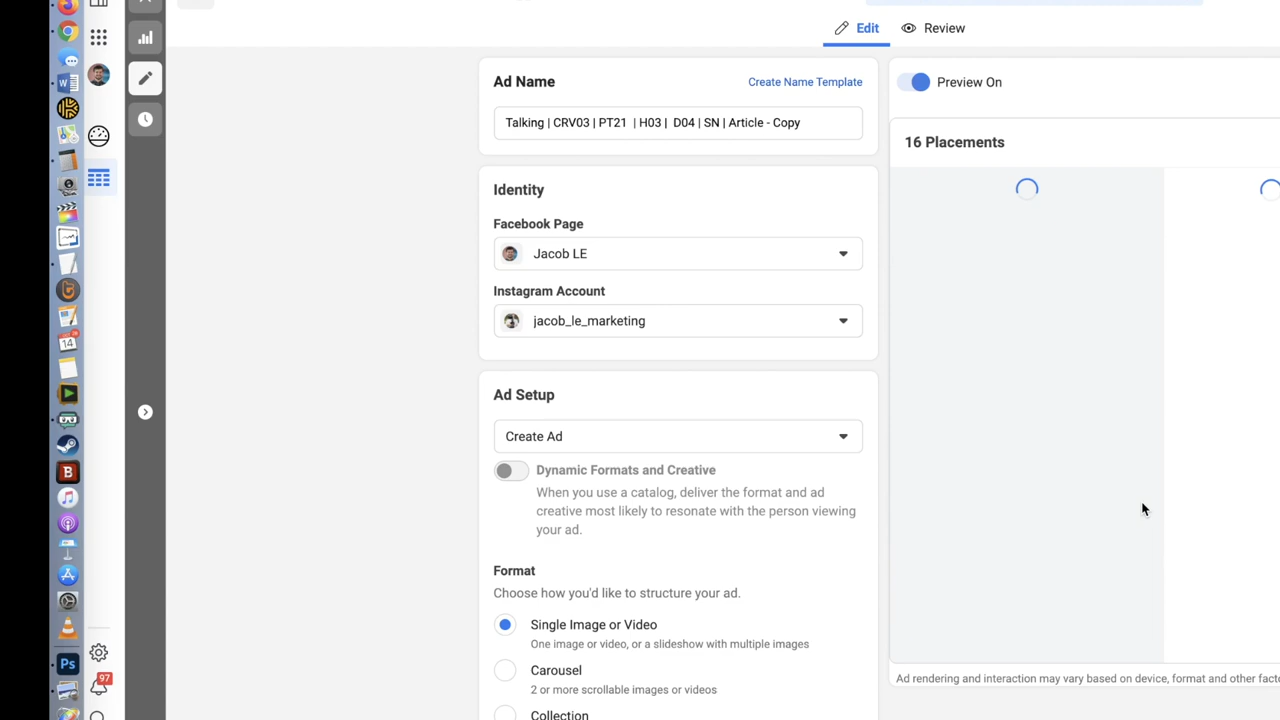 Edit
Review
Ad Name
Create Name Template
Preview On
Talking | CRV03 | PT21 | H03 | D04 | SN | Article - Copy
16 Placements
Identity
Facebook Page
Jacob LE
Instagram Account
jacob_le_marketing
Ad Setup
Create Ad
Dynamic Formats and Creative
When you use a catalog, deliver the format and ad
creative most likely to resonate with the person viewing
your ad.
Format
Choose how you'd like to structure your ad.
Single Image or Video
One image or video, or a slideshow with multiple images
Carousel
2 or more scrollable images or videos
Collection
Ad rendering and interaction may vary based on device, format and other
14
B
Ps
97